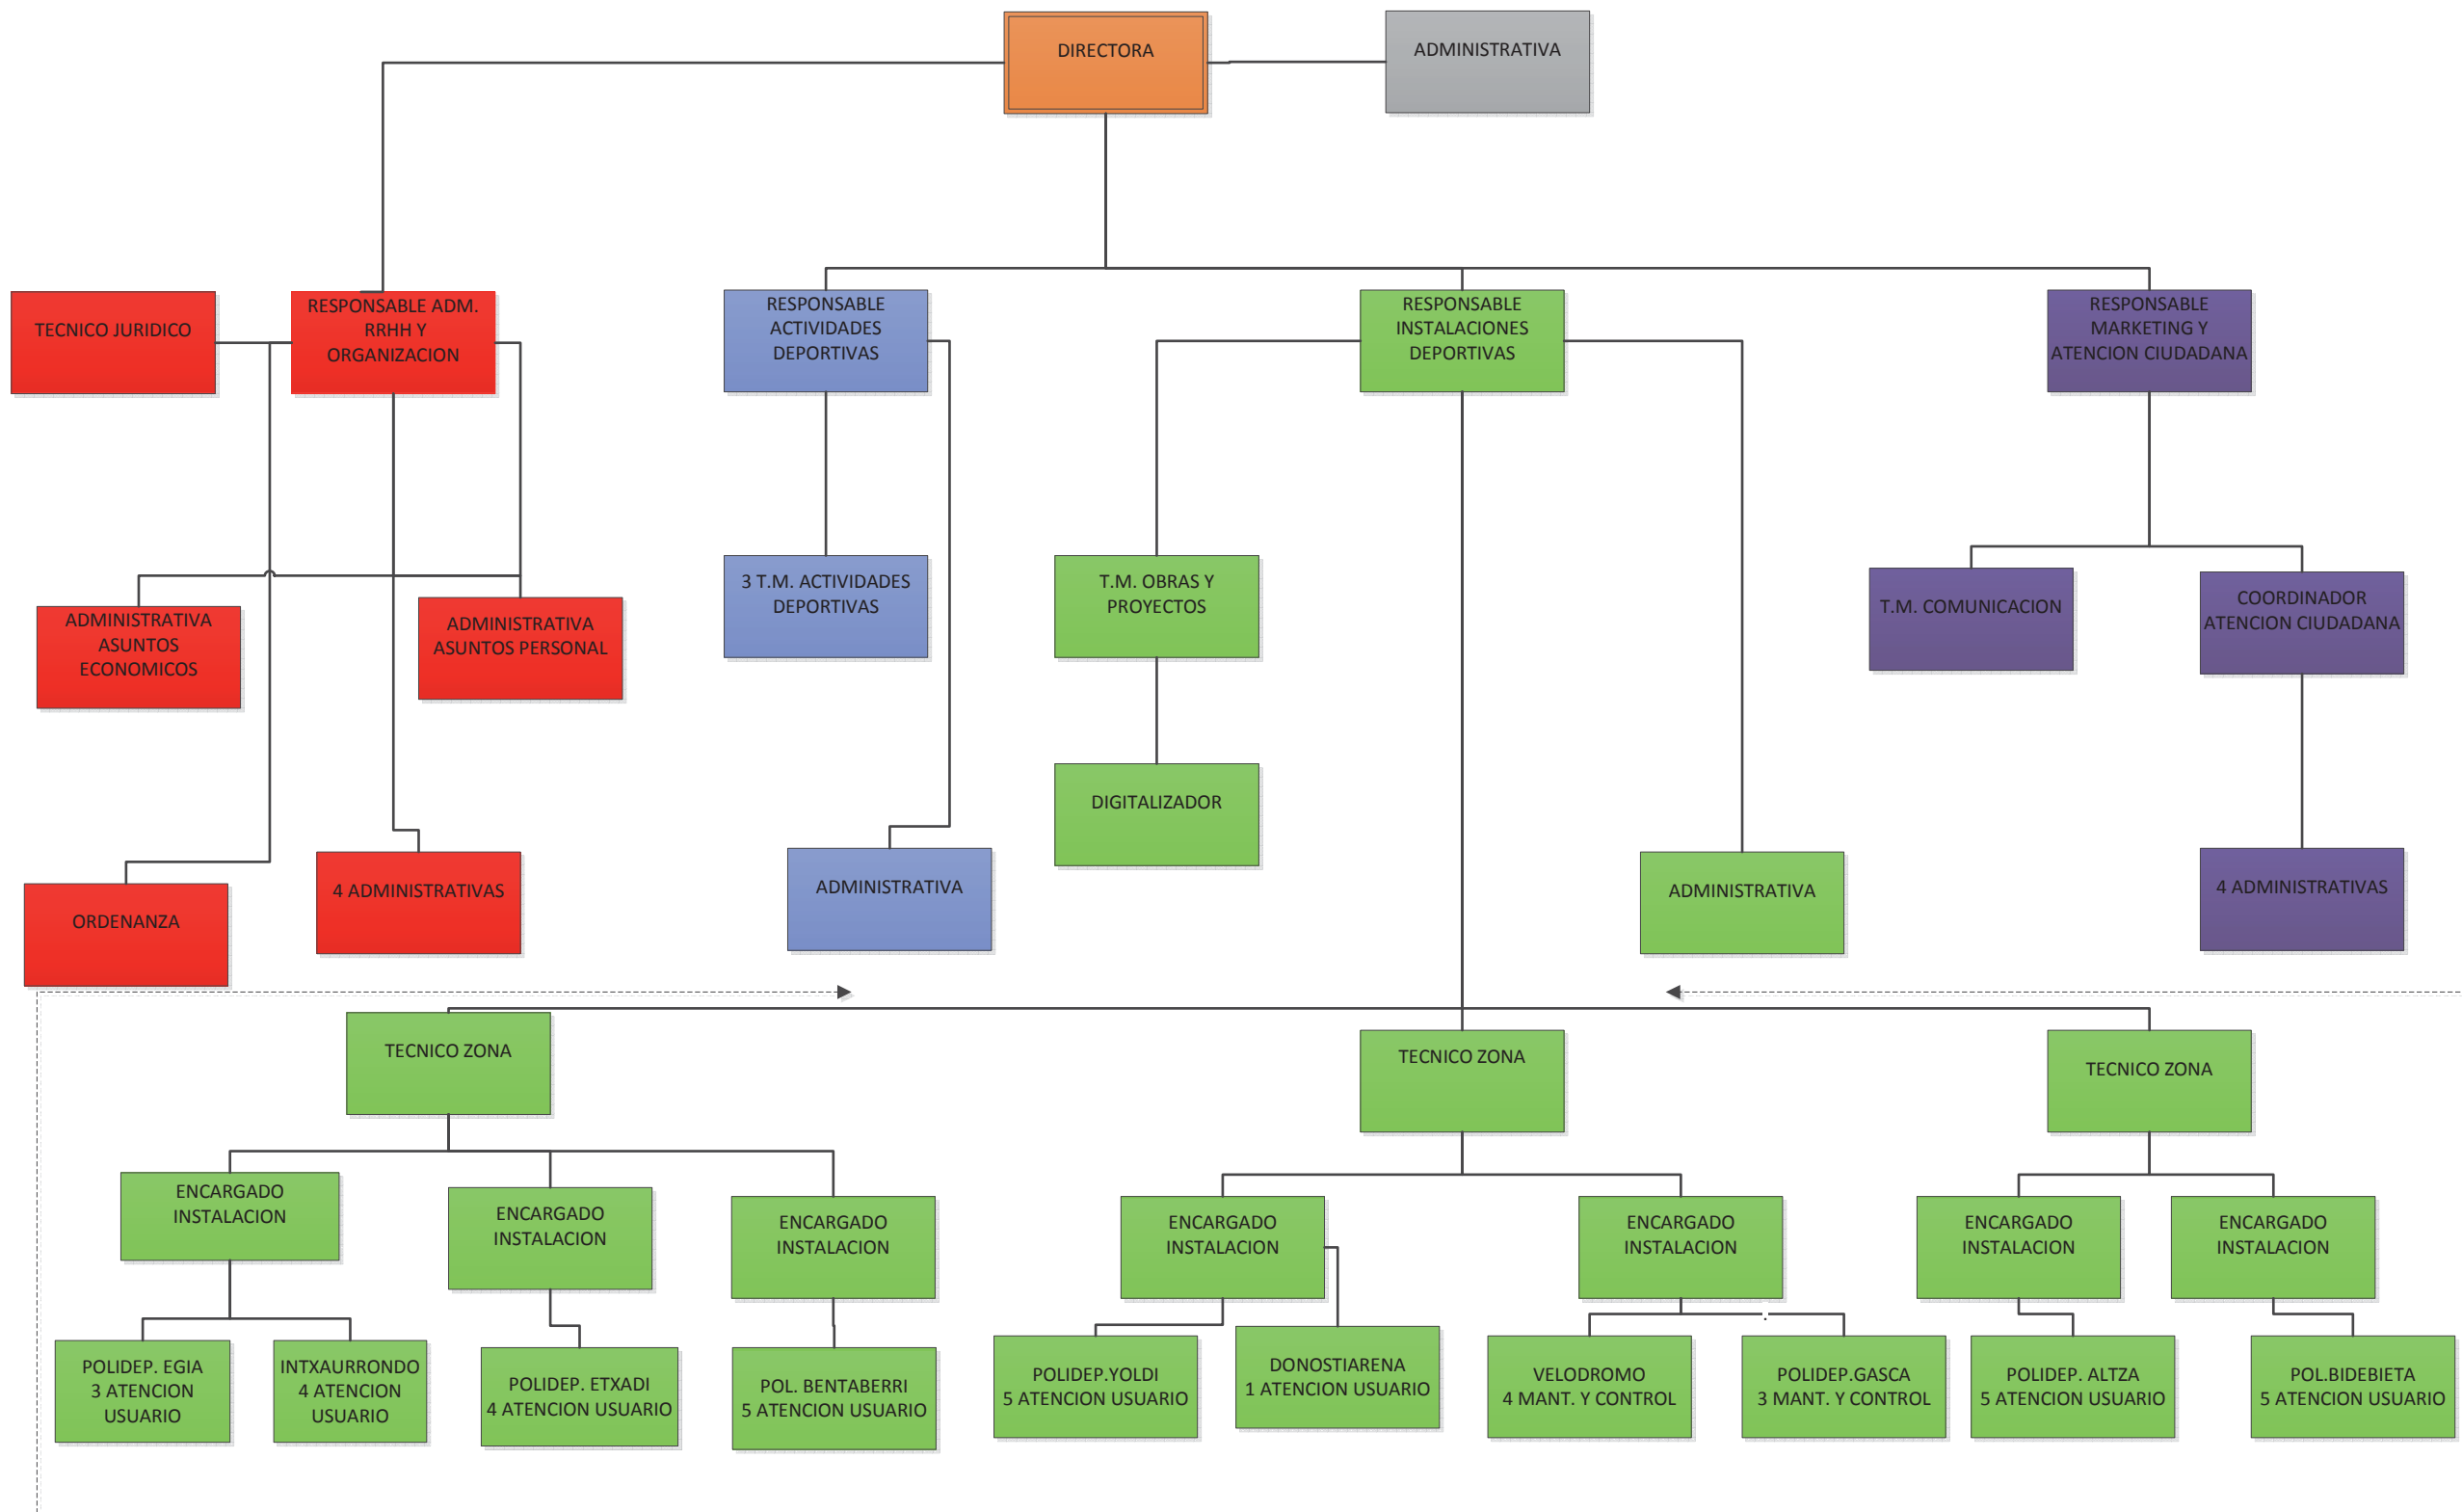 DIRECTORA
ADMINISTRATIVA
TECNICO JURIDICO
RESPONSABLE ADM.
RRHH Y
ORGANIZACION
RESPONSABLE
ACTIVIDADES
DEPORTIVAS
RESPONSABLE
INSTALACIONES
DEPORTIVAS
RESPONSABLE
MARKETING Y
ATENCION CIUDADANA
ADMINISTRATIVA
ASUNTOS
ECONOMICOS
ADMINISTRATIVA
ASUNTOS PERSONAL
3 T.M. ACTIVIDADES
DEPORTIVAS
T.M. OBRAS Y
PROYECTOS
T.M. COMUNICACION
COORDINADOR
ATENCION CIUDADANA
DIGITALIZADOR
ORDENANZA
4 ADMINISTRATIVAS
ADMINISTRATIVA
ADMINISTRATIVA
4 ADMINISTRATIVAS
TECNICO ZONA
TECNICO ZONA
TECNICO ZONA
ENCARGADO
INSTALACION
ENCARGADO
INSTALACION
ENCARGADO
INSTALACION
ENCARGADO
INSTALACION
ENCARGADO
INSTALACION
ENCARGADO
INSTALACION
ENCARGADO
INSTALACION
POLIDEP. EGIA
3 ATENCION
USUARIO
INTXAURRONDO
4 ATENCION
USUARIO
POLIDEP. ETXADI
4 ATENCION USUARIO
POL. BENTABERRI
5 ATENCION USUARIO
POLIDEP.YOLDI
5 ATENCION USUARIO
DONOSTIARENA
1 ATENCION USUARIO
VELODROMO
4 MANT. Y CONTROL
POLIDEP.GASCA
3 MANT. Y CONTROL
POLIDEP. ALTZA
5 ATENCION USUARIO
POL.BIDEBIETA
5 ATENCION USUARIO